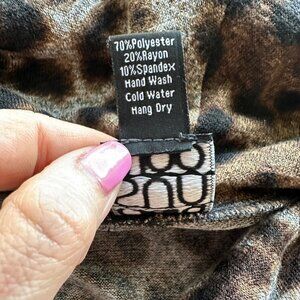 70%Polyester
20%Rayon
10%Spandex
Hand Wash
Cold Water
Hang Dry